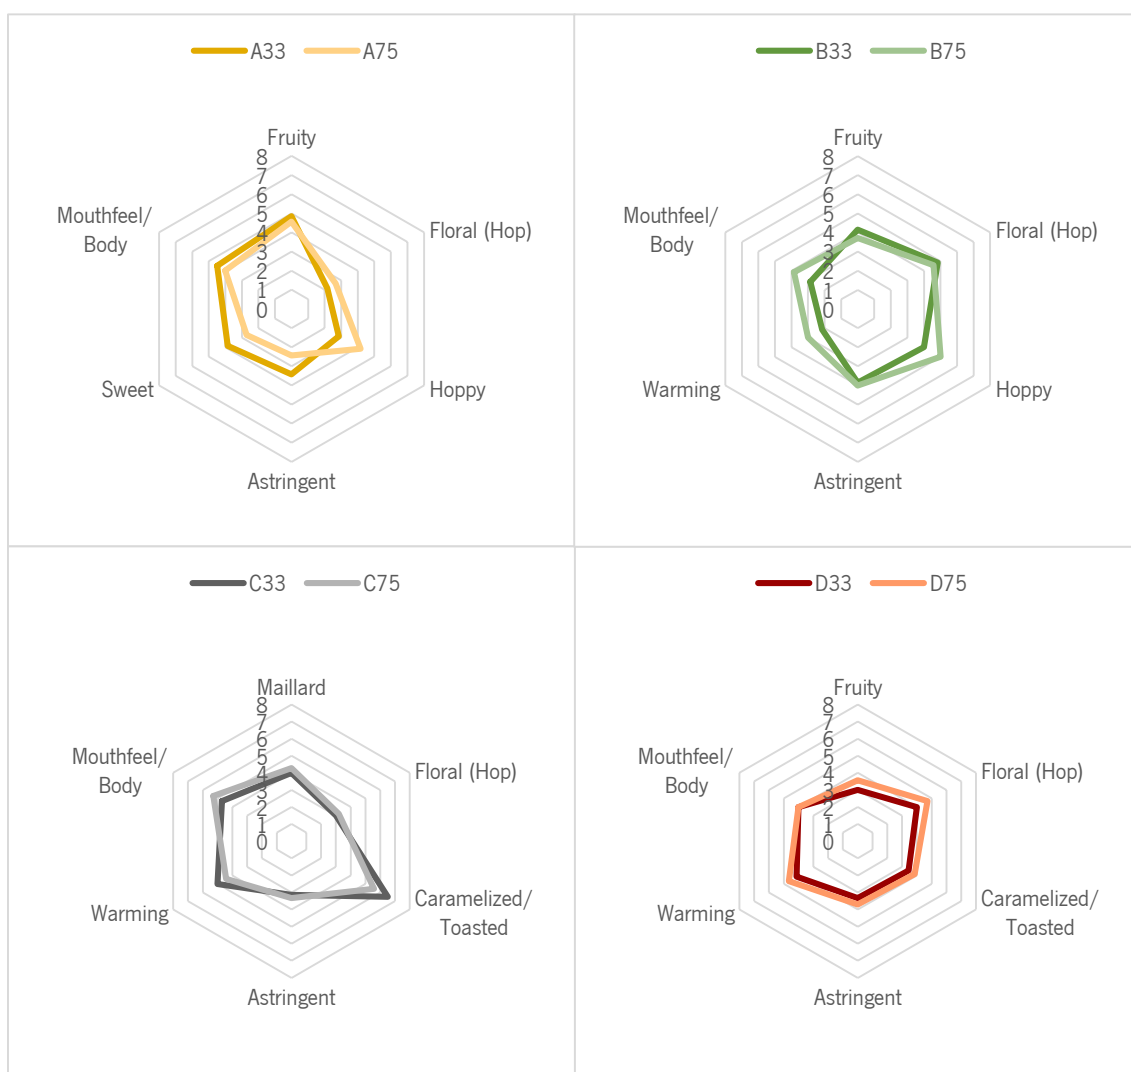 A33 A75
Fruity
8
7
6
5
4
3
2
1
0
Mouthfeel/
Body
Floral (Hop)
Sweet
Hoppy
Astringent
B33 B75
Fruity
8
7
6
5
4
3
2
1
0
Mouthfeel/
Body
Floral (Hop)
Warming
Hoppy
Astringent
C33 C75
Maillard
8
7
6
5
4
3
2
1
0
Mouthfeel/
Body
Floral (Hop)
Warming
Caramelized/
Toasted
Astringent
D33 D75
Fruity
8
7
6
5
4
3
2
1
0
Mouthfeel/
Body
Floral (Hop)
Warming
Caramelized/
Toasted
Astringent